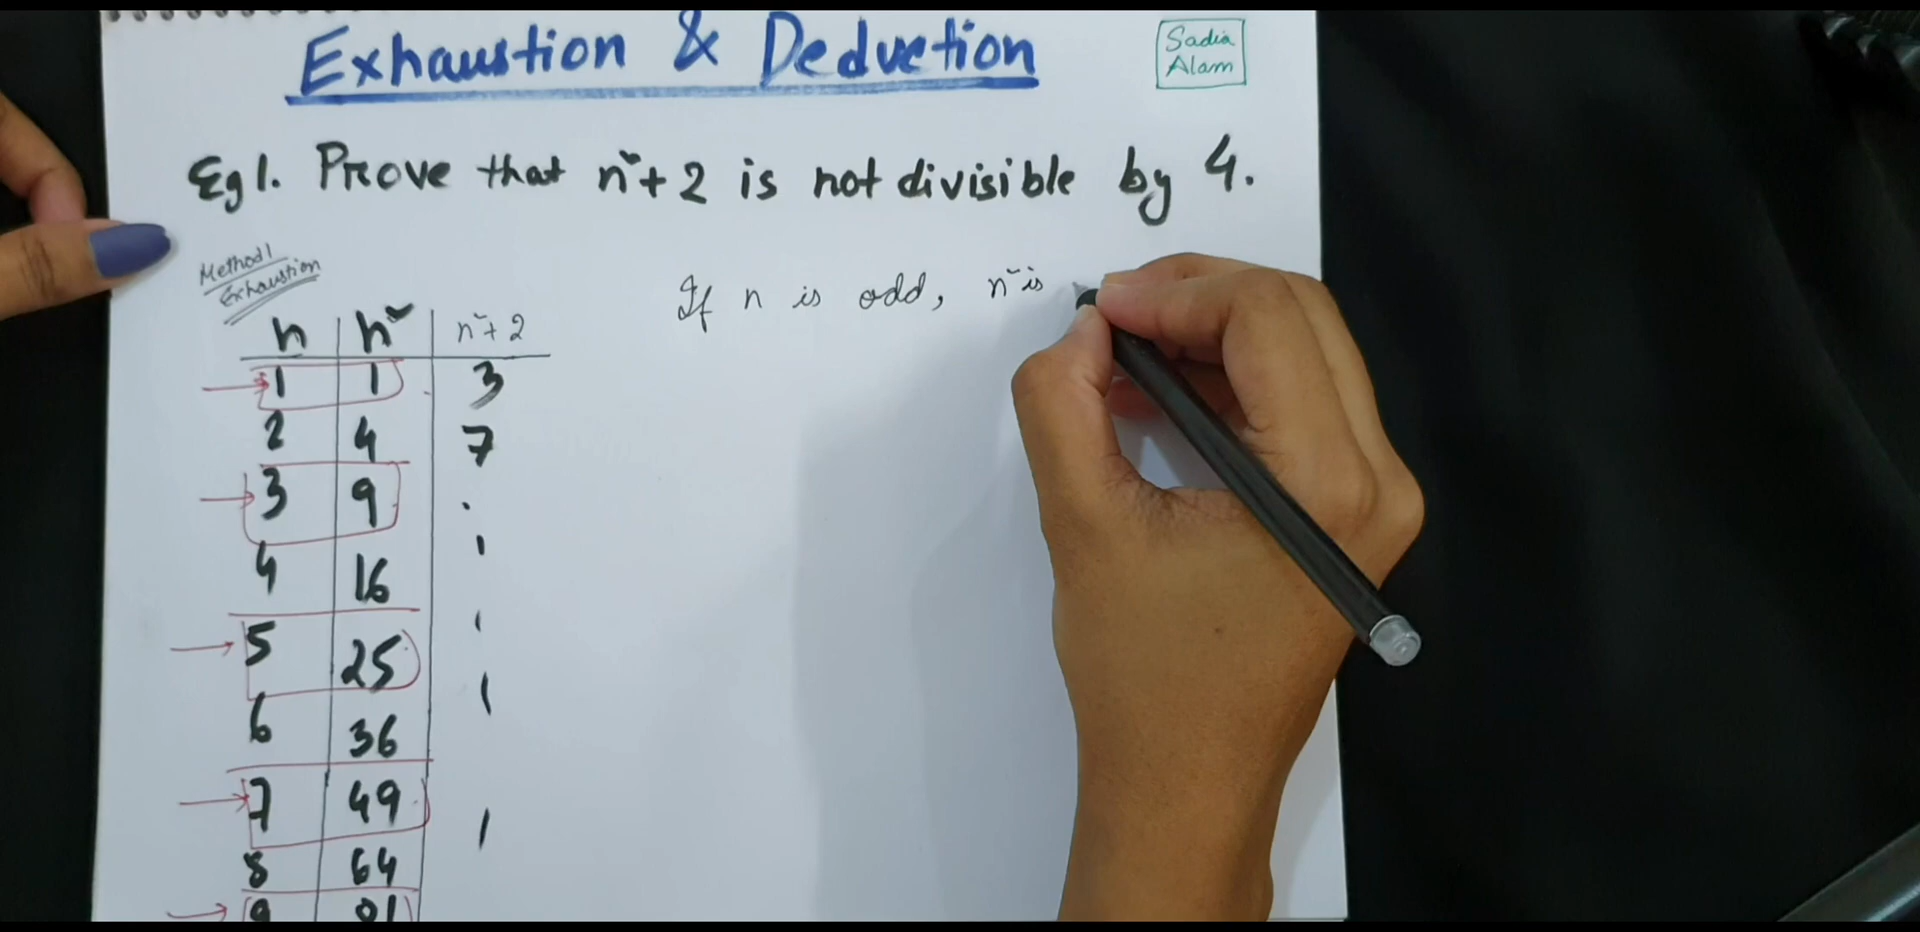 Exhaustion & Deduction
Sadia
Alam
Eg 1. Prove that n²+2 is not divisible by 4.
Method 1
Exhaustion
If n is odd, n² is
n n² n²+2
1 1 3
2 4 7
3 9 .
4 16
5 25
6 36
7 49
8 64
9 81